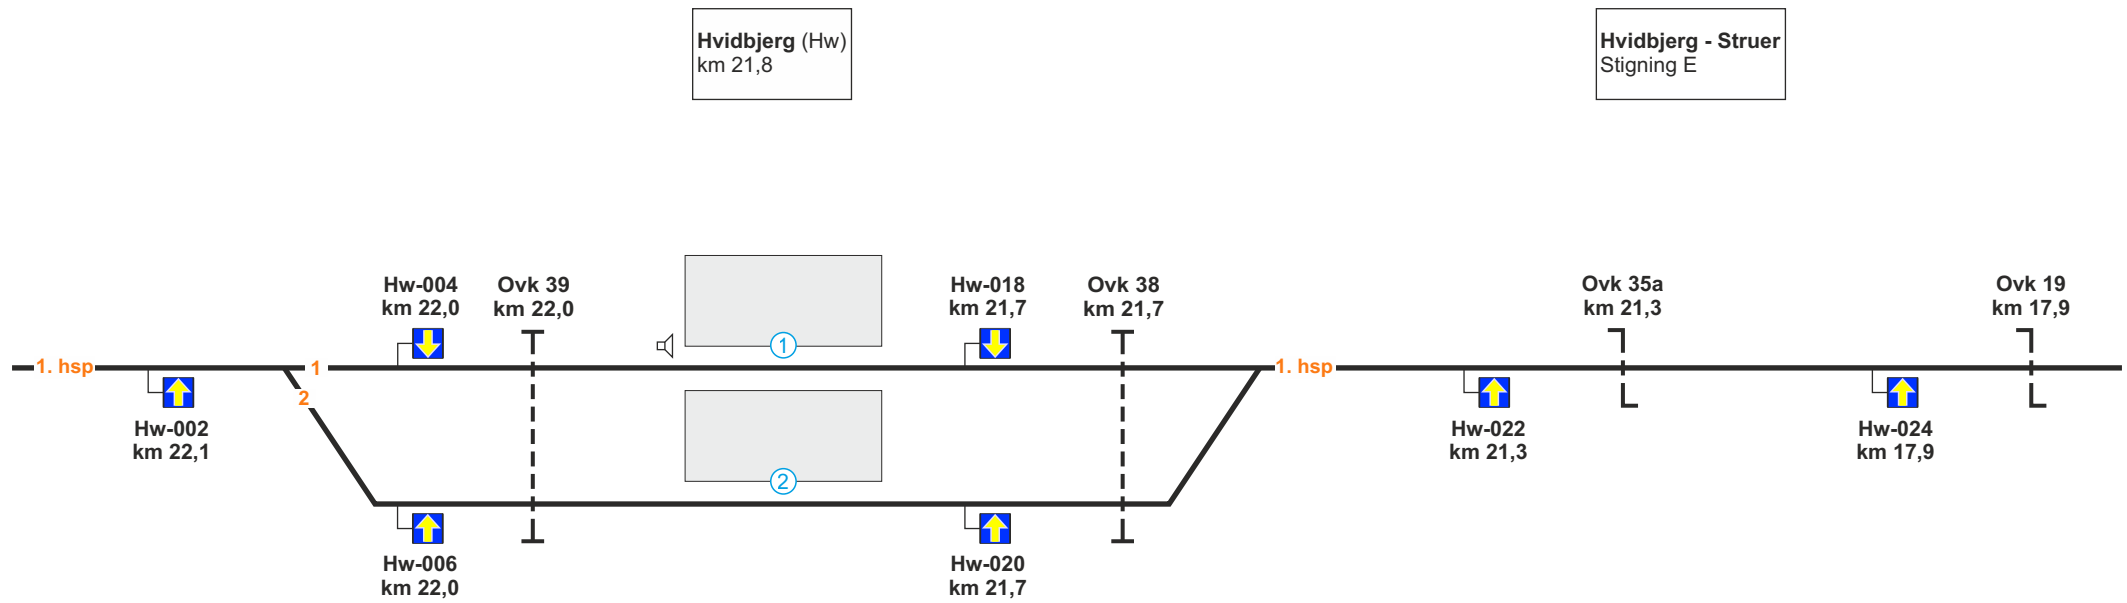 Hvidbjerg (Hw)
km 21,8
Hvidbjerg - Struer
Stigning E
Hw-004
km 22,0
Ovk 39
km 22,0
Hw-018
km 21,7
Ovk 38
km 21,7
Ovk 35a
km 21,3
Ovk 19
km 17,9
1
1. hsp
1
1. hsp
2
Hw-002
km 22,1
Hw-022
km 21,3
Hw-024
km 17,9
2
Hw-006
km 22,0
Hw-020
km 21,7